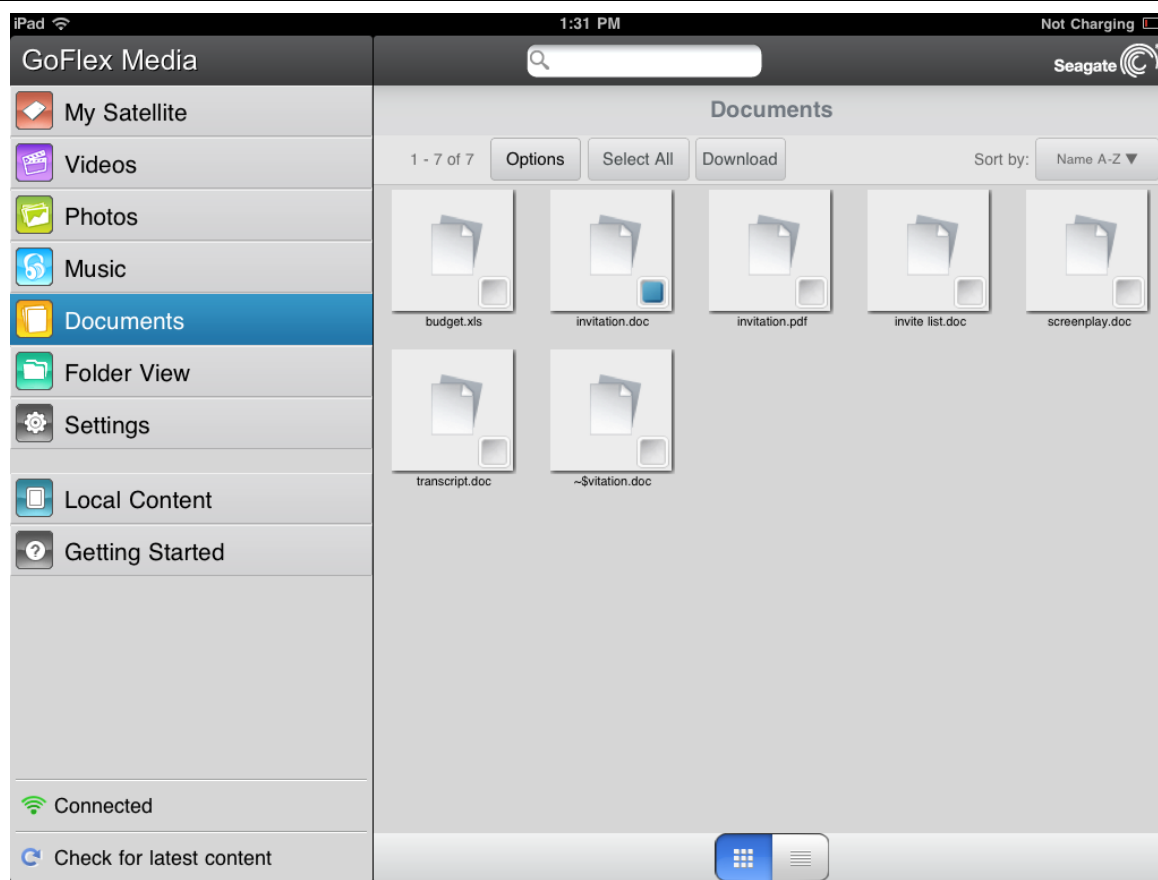 iPad 1:31 PM Not Charging
GoFlex Media
Seagate
My Satellite
Videos
Photos
Music
Documents
Folder View
Settings
Local Content
Getting Started
Connected
Check for latest content
Documents
1 - 7 of 7 Options Select All Download Sort by: Name A-Z ▼
budget.xls invitation.doc invitation.pdf invite list.doc screenplay.doc
transcript.doc ~$vitation.doc